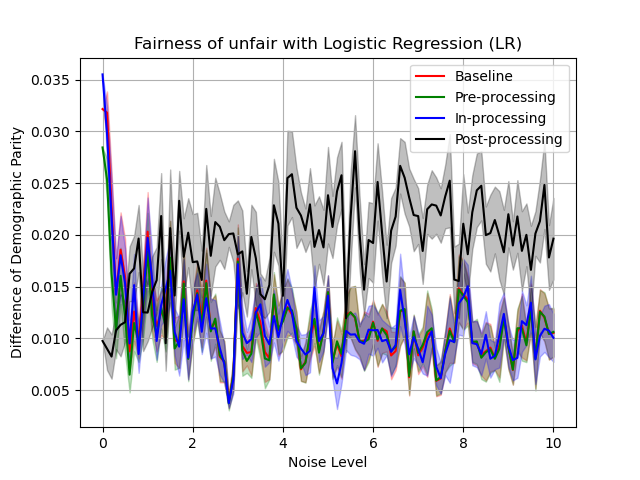 Fairness of unfair with Logistic Regression (LR)
Baseline
Pre-processing
In-processing
Post-processing
Difference of Demographic Parity
0.035
0.030
0.025
0.020
0.015
0.010
0.005
0 2 4 6 8 10
Noise Level